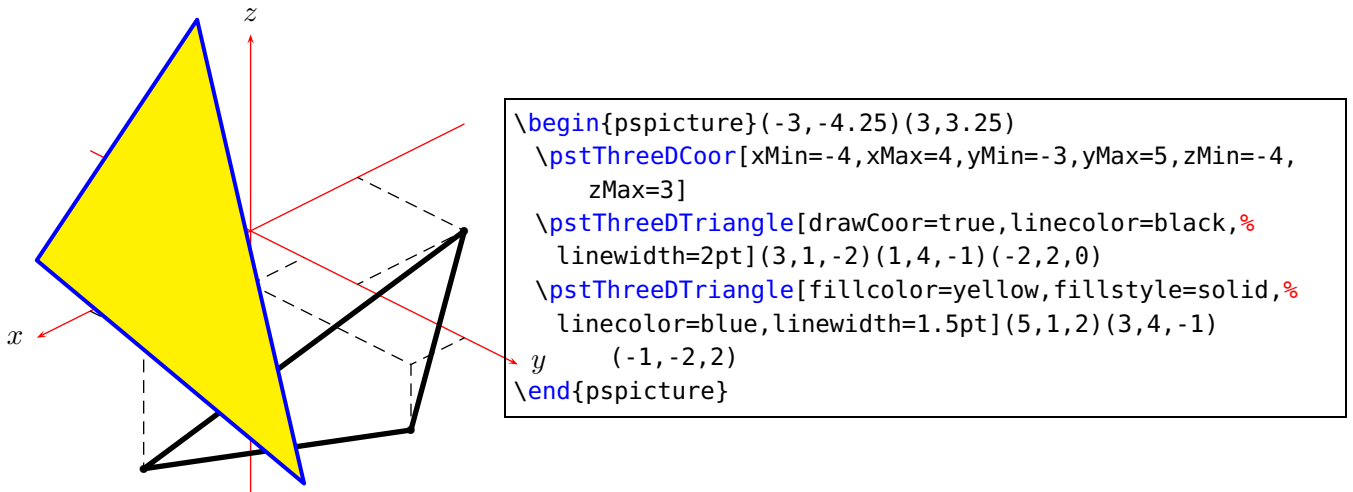 z
\begin{pspicture}(-3,-4.25)(3,3.25)
\pstThreeDCoor[xMin=-4,xMax=4,yMin=-3,yMax=5,zMin=-4,
zMax=3]
\pstThreeDTriangle[drawCoor=true,linecolor=black,%
linewidth=2pt](3,1,-2)(1,4,-1)(-2,2,0)
\pstThreeDTriangle[fillcolor=yellow,fillstyle=solid,%
linecolor=blue,linewidth=1.5pt](5,1,2)(3,4,-1)
(-1,-2,2)
\end{pspicture}
x
y